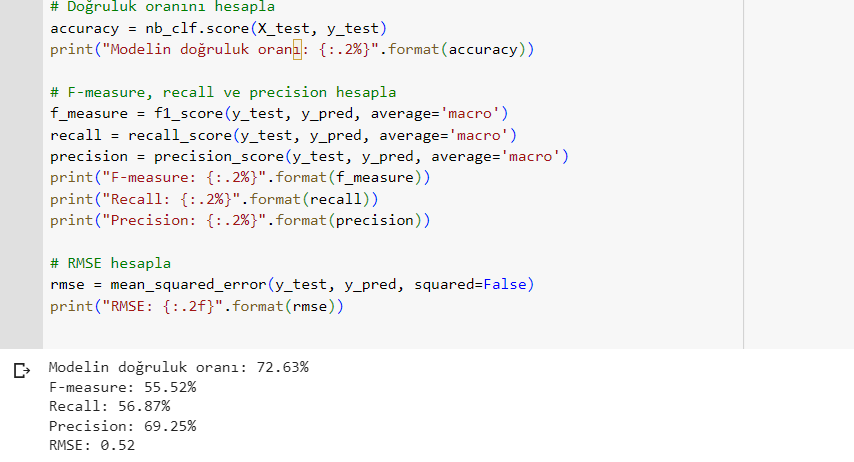 # Doğruluk oranını hesapla
accuracy = nb_clf.score(X_test, y_test)
print("Modelin doğruluk oranı: {:.2%}".format(accuracy))
# F-measure, recall ve precision hesapla
f_measure = f1_score(y_test, y_pred, average='macro')
recall = recall_score(y_test, y_pred, average='macro')
precision = precision_score(y_test, y_pred, average='macro')
print("F-measure: {:.2%}".format(f_measure))
print("Recall: {:.2%}".format(recall))
print("Precision: {:.2%}".format(precision))
# RMSE hesapla
rmse = mean_squared_error(y_test, y_pred, squared=False)
print("RMSE: {:.2f}".format(rmse))
Modelin doğruluk oranı: 72.63%
F-measure: 55.52%
Recall: 56.87%
Precision: 69.25%
RMSE: 0.52